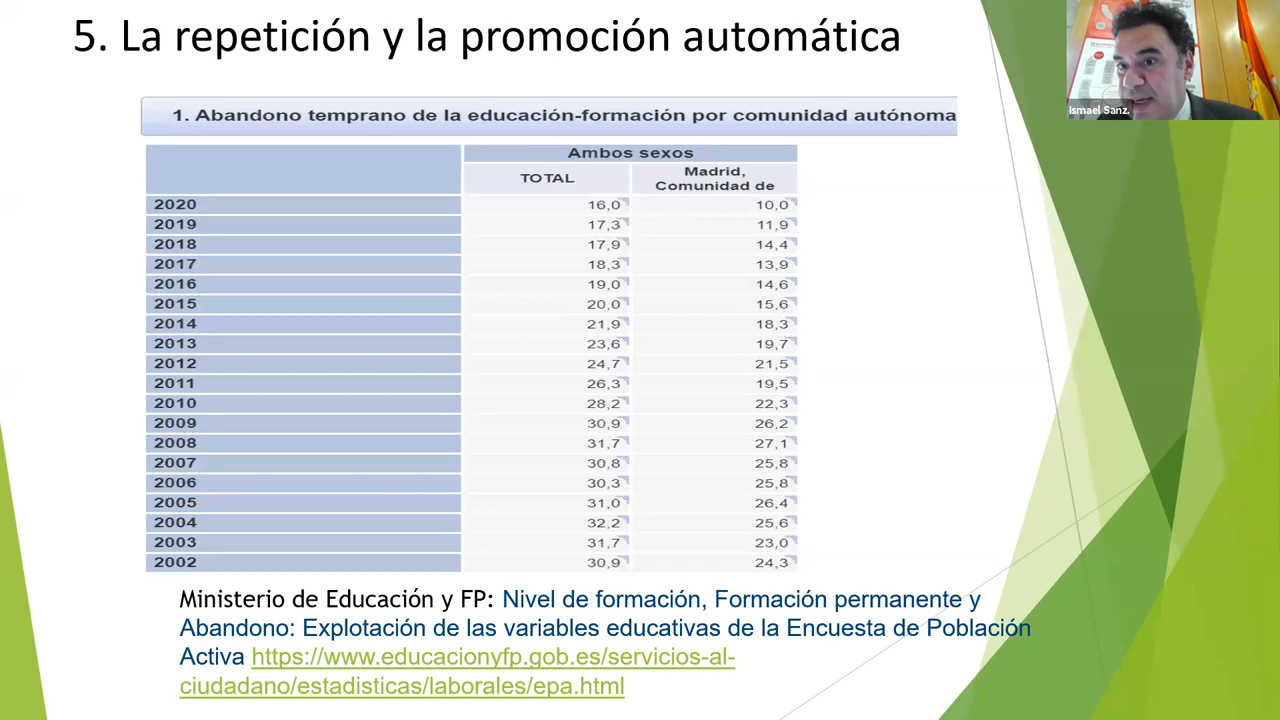 5. La repetición y la promoción automática
Ismael Sanz.
1. Abandono temprano de la educación-formación por comunidad autónoma
Ambos sexos
TOTAL Madrid, Comunidad de
2020 16,0 10,0
2019 17,3 11,9
2018 17,9 14,4
2017 18,3 13,9
2016 19,0 14,6
2015 20,0 15,6
2014 21,9 18,3
2013 23,6 19,7
2012 24,7 21,5
2011 26,3 19,5
2010 28,2 22,3
2009 30,9 26,2
2008 31,7 27,1
2007 30,8 25,8
2006 30,3 25,8
2005 31,0 26,4
2004 32,2 25,6
2003 31,7 23,0
2002 30,9 24,3
Ministerio de Educación y FP: Nivel de formación, Formación permanente y
Abandono: Explotación de las variables educativas de la Encuesta de Población
Activa https://www.educacionyfp.gob.es/servicios-al-
ciudadano/estadisticas/laborales/epa.html